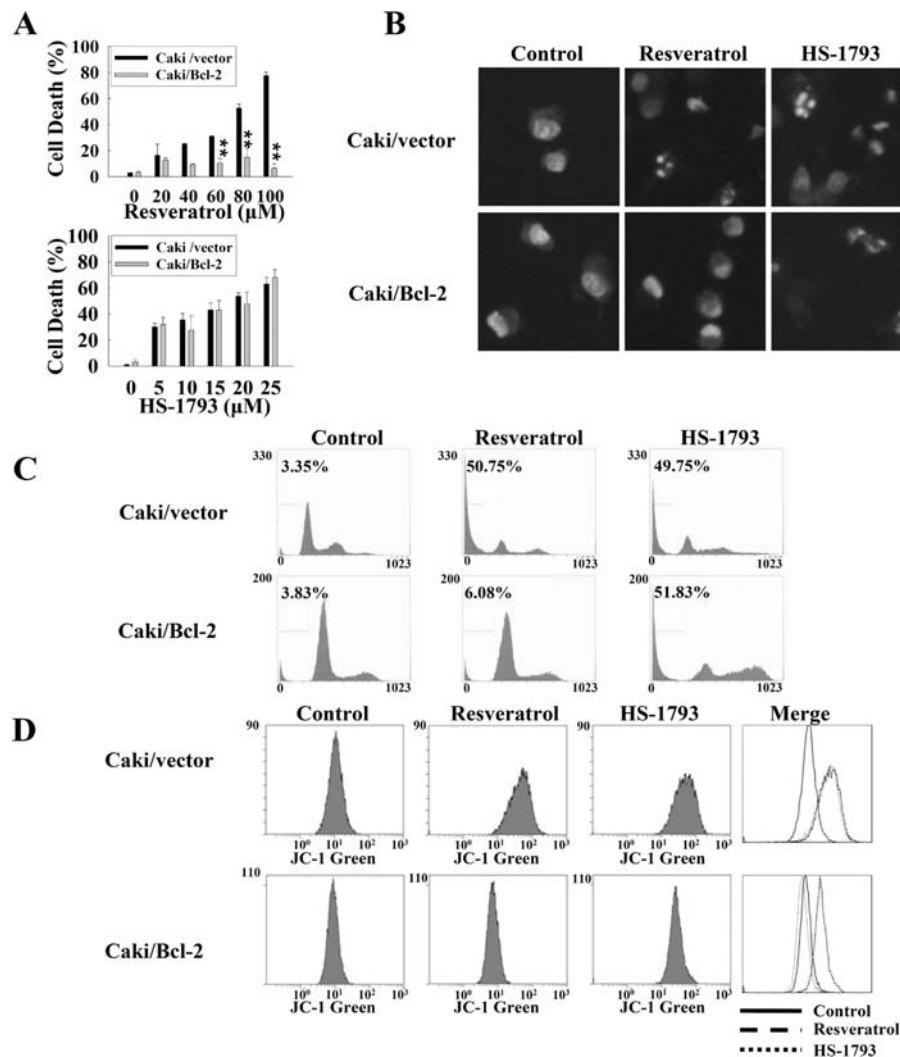 A
Cell Death (%)
100
80
60
40
20
0
Caki /vector
Caki/Bcl-2
**
**
**
0 20 40 60 80 100
Resveratrol (μM)
Cell Death (%)
100
80
60
40
20
0
Caki /vector
Caki/Bcl-2
0 5 10 15 20 25
HS-1793 (μM)
B
Control Resveratrol HS-1793
Caki/vector
Caki/Bcl-2
C
Control Resveratrol HS-1793
Caki/vector
330 3.35% 0 1023
330 50.75% 0 1023
330 49.75% 0 1023
Caki/Bcl-2
200 3.83% 0 1023
200 6.08% 0 1023
200 51.83% 0 1023
D
Control Resveratrol HS-1793 Merge
Caki/vector
90 90 90
10⁰ 10¹ 10² 10³ 10⁰ 10¹ 10² 10³ 10⁰ 10¹ 10² 10³
JC-1 Green JC-1 Green JC-1 Green
Caki/Bcl-2
110 110 110
10⁰ 10¹ 10² 10³ 10⁰ 10¹ 10² 10³ 10⁰ 10¹ 10² 10³
JC-1 Green JC-1 Green JC-1 Green
Control
Resveratrol
HS-1793